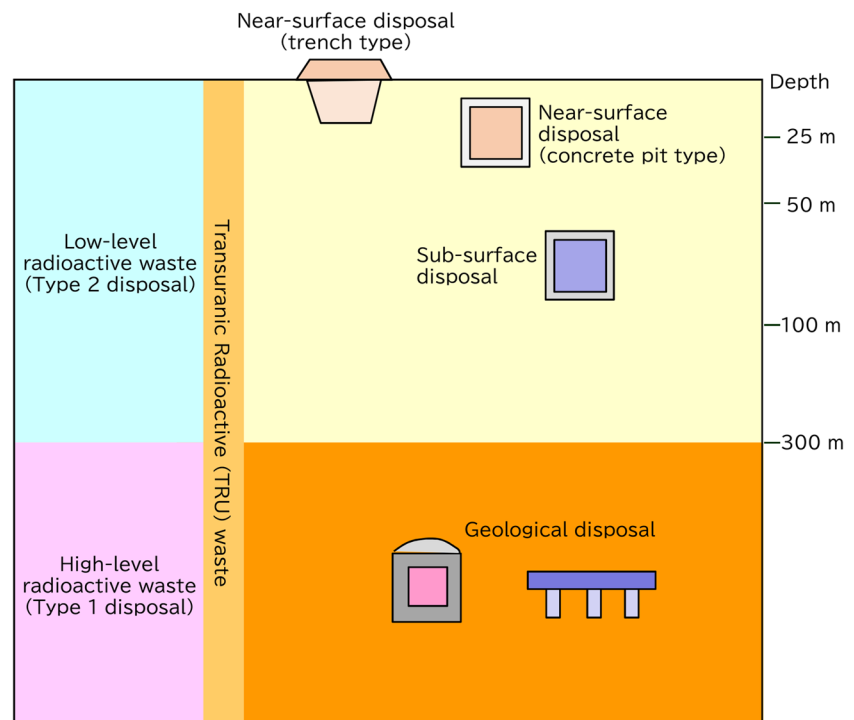 Near-surface disposal
(trench type)
Depth
Near-surface
disposal
(concrete pit type)
25 m
50 m
Low-level
radioactive waste
(Type 2 disposal)
Transuranic Radioactive (TRU) waste
Sub-surface
disposal
100 m
300 m
Geological disposal
High-level
radioactive waste
(Type 1 disposal)